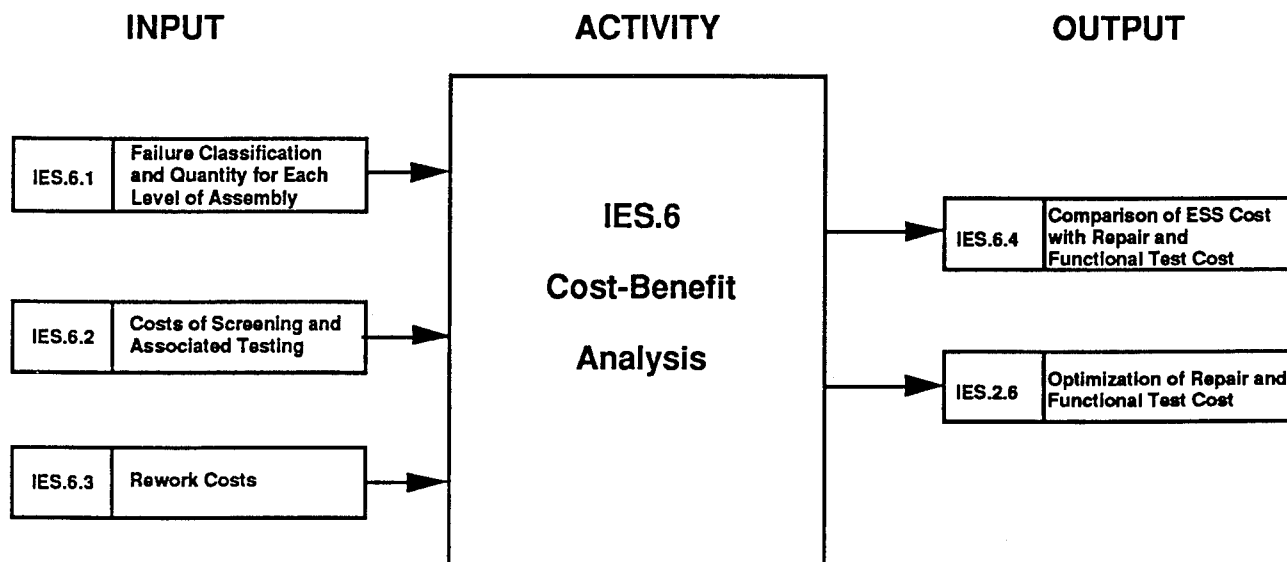 INPUT
ACTIVITY
OUTPUT
IES.6.1
Failure Classification
and Quantity for Each
Level of Assembly
IES.6.2
Costs of Screening and
Associated Testing
IES.6.3
Rework Costs
IES.6
Cost-Benefit
Analysis
IES.6.4
Comparison of ESS Cost
with Repair and
Functional Test Cost
IES.2.6
Optimization of Repair and
Functional Test Cost